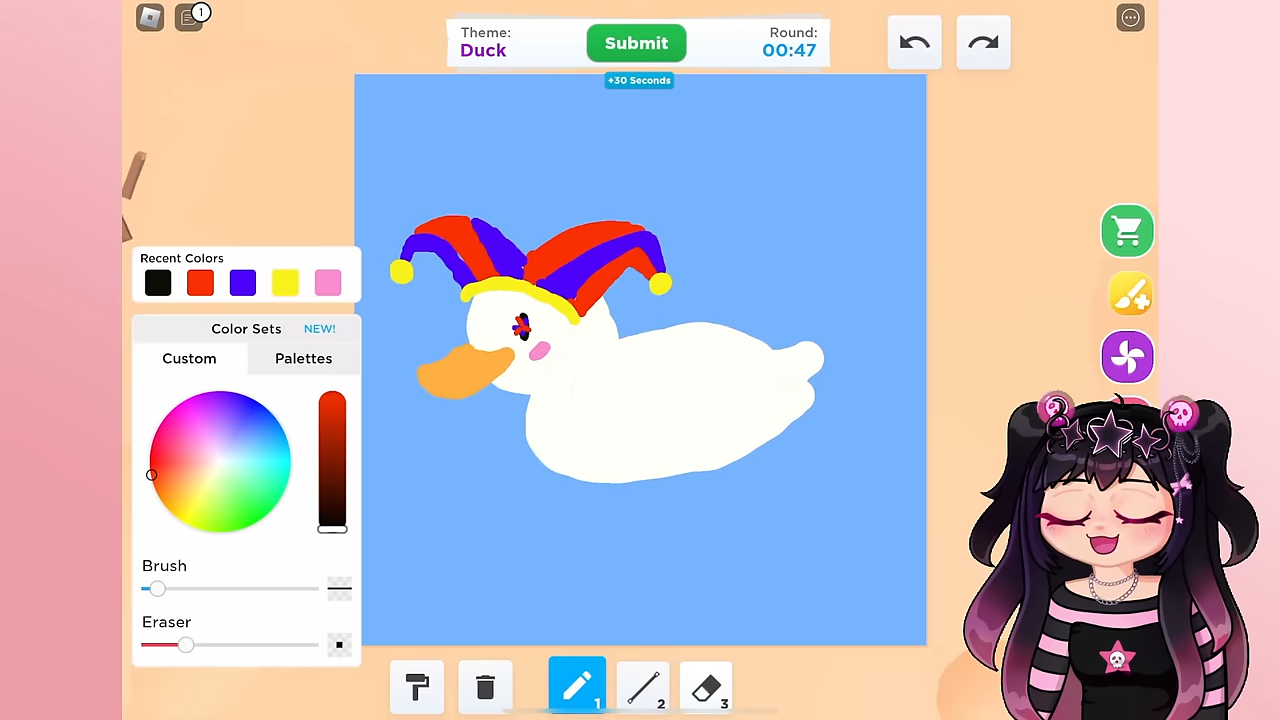 1
Theme:
Duck
Submit
Round:
00:47
+30 Seconds
Recent Colors
Color Sets
NEW!
Custom
Palettes
Brush
Eraser
1
2
3